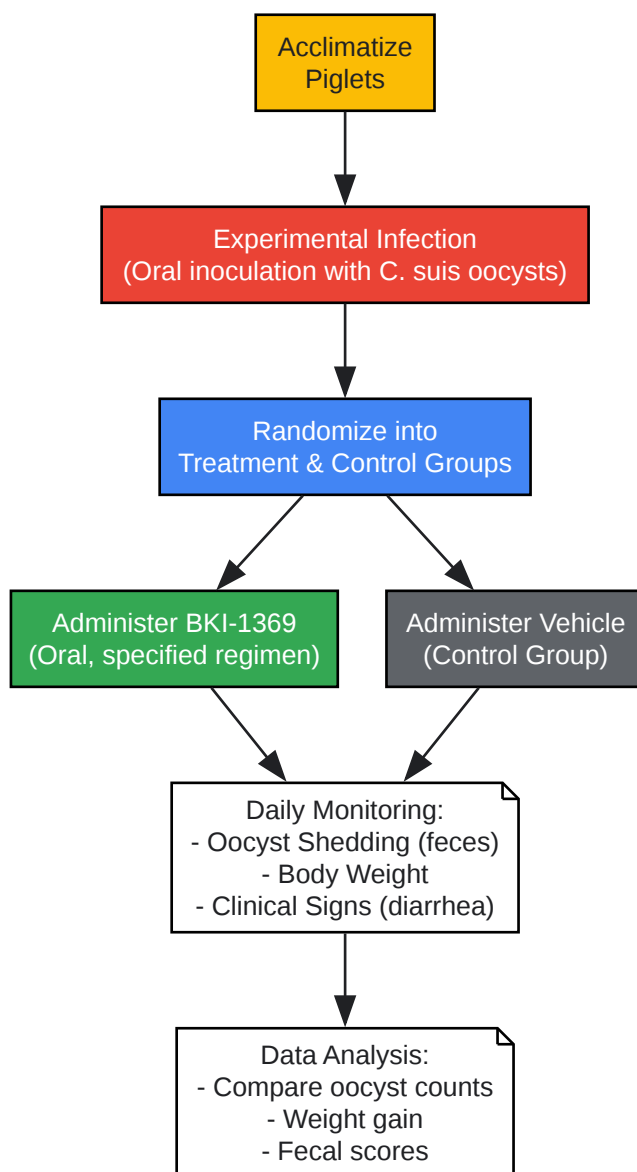 Acclimatize
Piglets
Experimental Infection
(Oral inoculation with C. suis oocysts)
Randomize into
Treatment & Control Groups
Administer BKI-1369
(Oral, specified regimen)
Administer Vehicle
(Control Group)
Daily Monitoring:
- Oocyst Shedding (feces)
- Body Weight
- Clinical Signs (diarrhea)
Data Analysis:
- Compare oocyst counts
- Weight gain
- Fecal scores